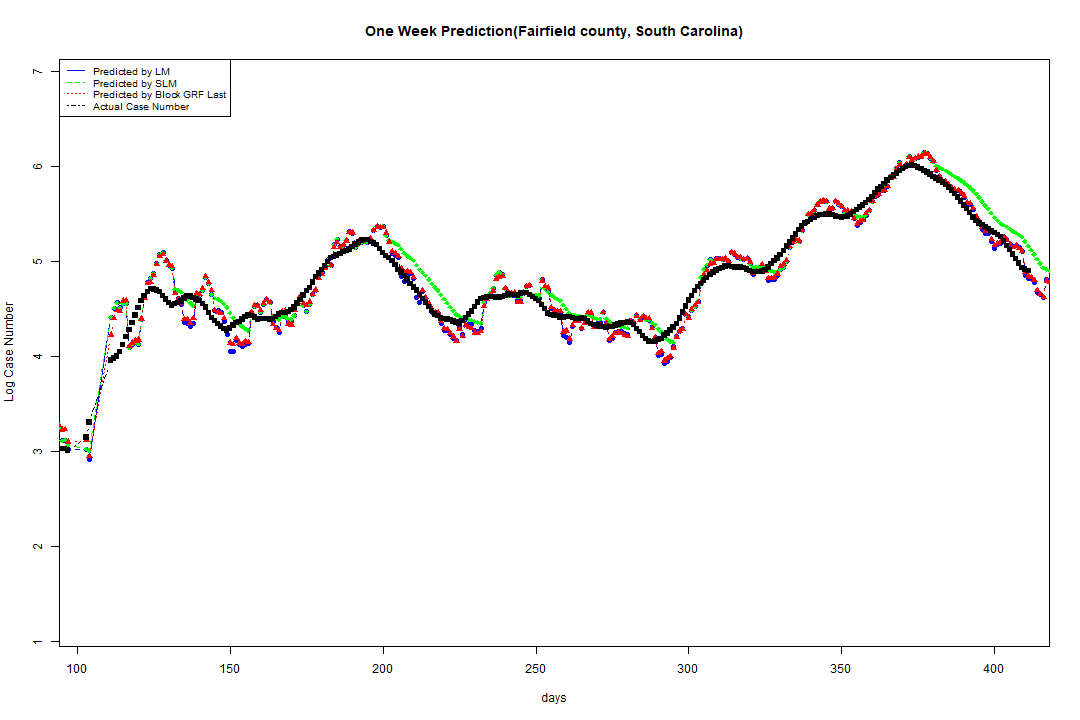 One Week Prediction(Fairfield county, South Carolina)
Predicted by LM
Predicted by SLM
Predicted by Block GRF Last
Actual Case Number
7
6
5
4
3
2
1
Log Case Number
100 150 200 250 300 350 400
days